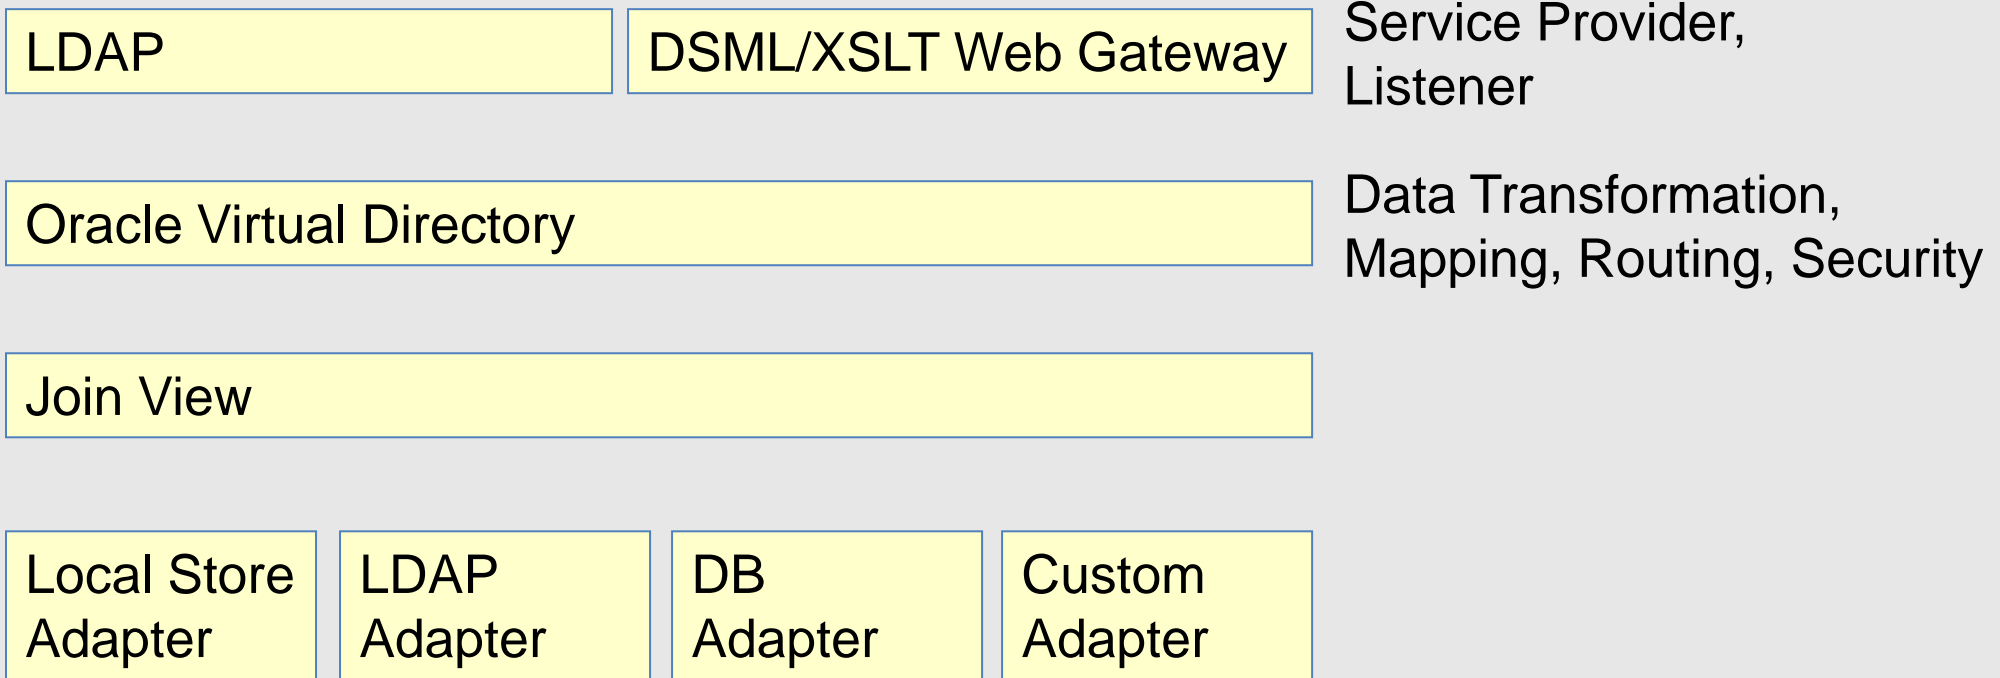 LDAP
DSML/XSLT Web Gateway
Service Provider,
Listener
Oracle Virtual Directory
Data Transformation,
Mapping, Routing, Security
Join View
Local Store
Adapter
LDAP
Adapter
DB
Adapter
Custom
Adapter